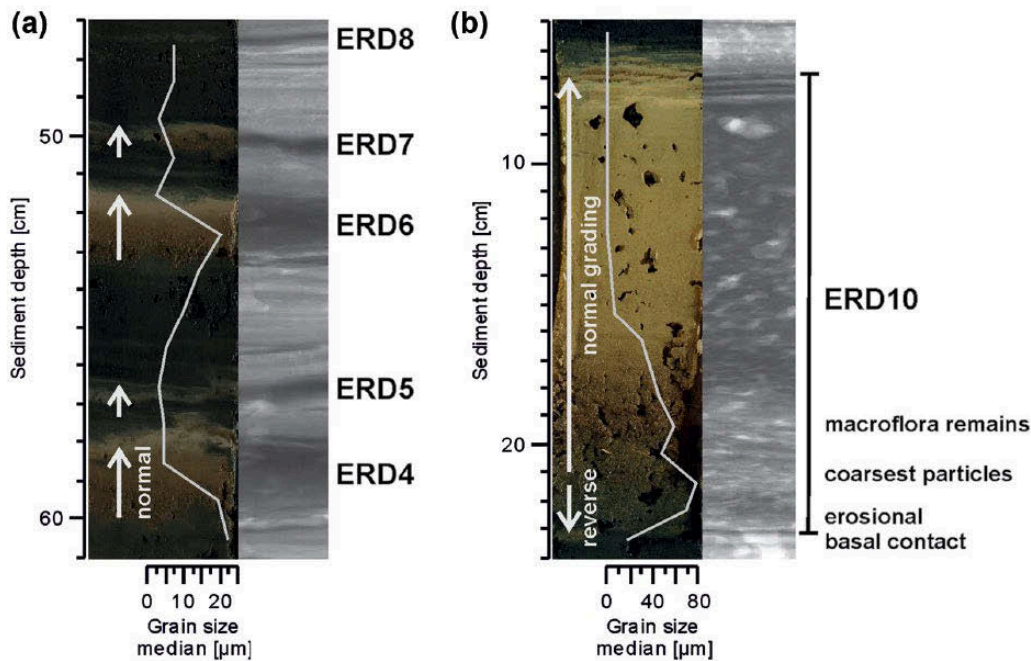 (a)
ERD8
50
ERD7
ERD6
ERD5
ERD4
60
normal
Sediment depth [cm]
0 10 20
Grain size
median [µm]
(b)
10
20
Sediment depth [cm]
normal grading
reverse
ERD10
macroflora remains
coarsest particles
erosional
basal contact
0 40 80
Grain size
median [µm]